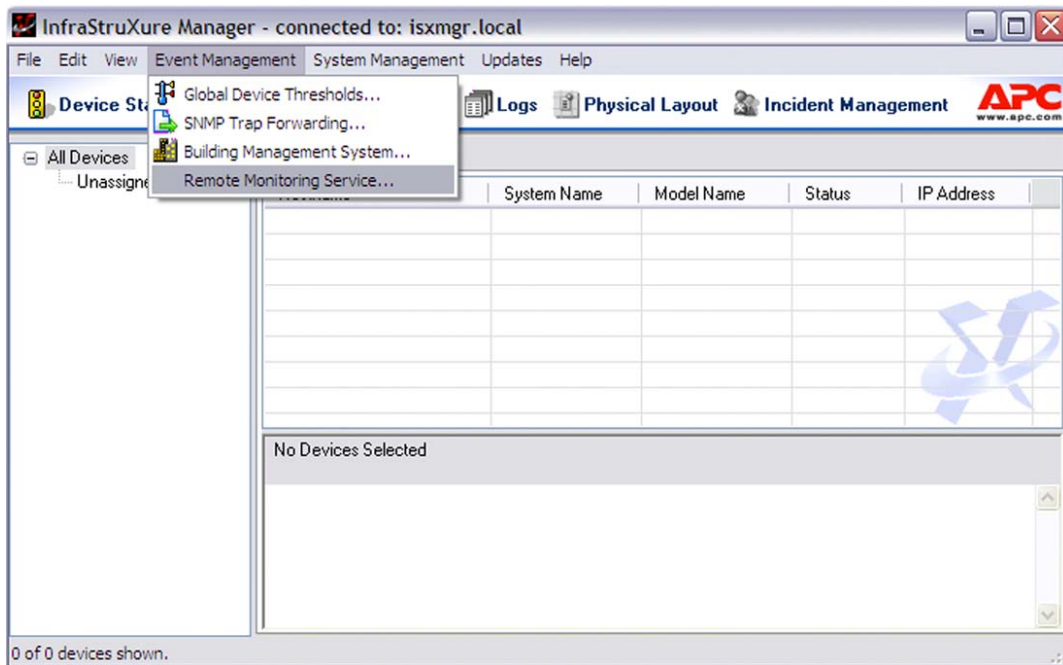 InfraStruXure Manager - connected to: isxmgr.local
File Edit View Event Management System Management Updates Help
Device Sta
Global Device Thresholds...
SNMP Trap Forwarding...
Building Management System...
Remote Monitoring Service...
Logs Physical Layout Incident Management
APC
www.apc.com
All Devices
Unassigne
System Name Model Name Status IP Address
No Devices Selected
0 of 0 devices shown.